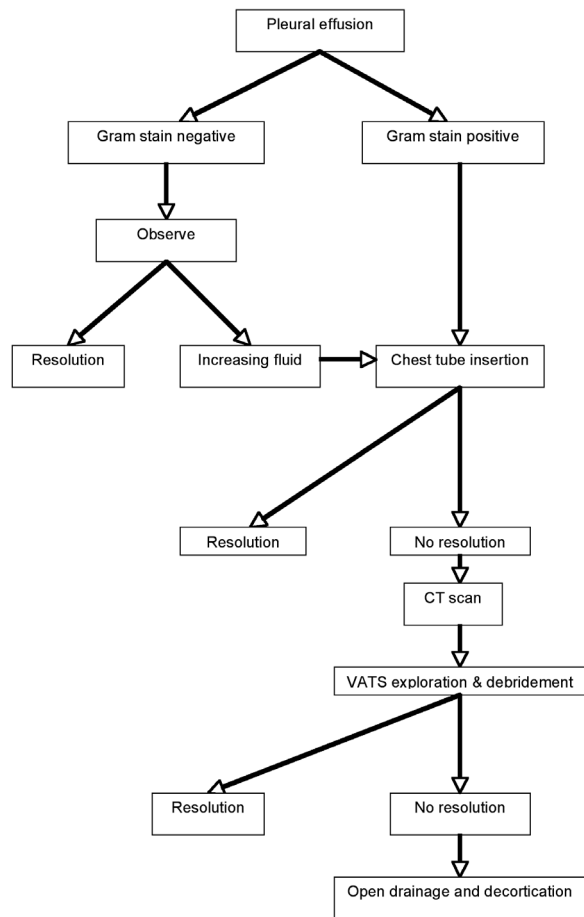 Pleural effusion
Gram stain negative
Gram stain positive
Observe
Resolution
Increasing fluid
Chest tube insertion
Resolution
No resolution
CT scan
VATS exploration & debridement
Resolution
No resolution
Open drainage and decortication